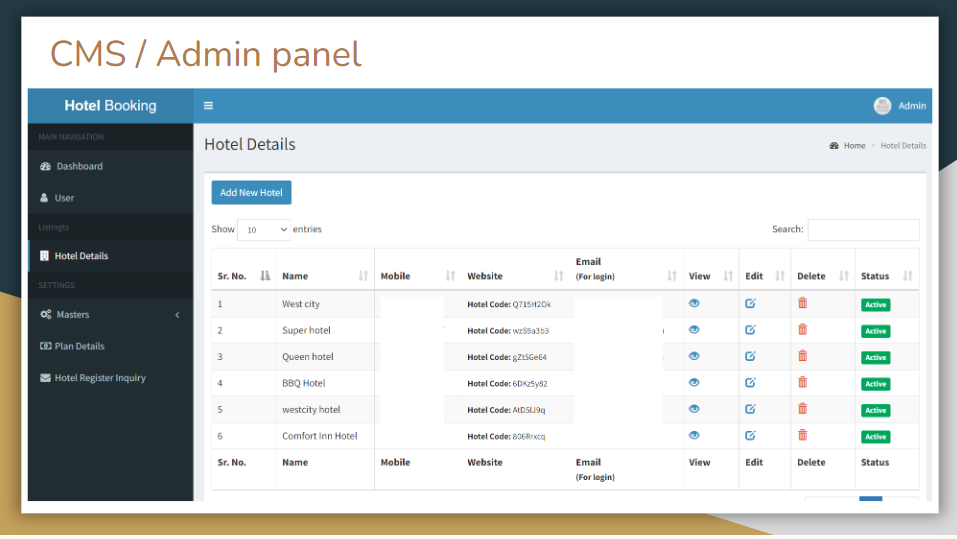 CMS / Admin panel
Hotel Booking
Admin
MAIN NAVIGATION
Dashboard
User
Listingts
Hotel Details
SETTINGS
Masters
Plan Details
Hotel Register Inquiry
Hotel Details
Home > Hotel Details
Add New Hotel
Show 10 entries
Search:
Sr. No. Name Mobile Website Email (For login) View Edit Delete Status
1 West city Hotel Code: Q715H2Ok Active
2 Super hotel Hotel Code: wzS9a3b3 Active
3 Queen hotel Hotel Code: gZt5Ge64 Active
4 BBQ Hotel Hotel Code: 6DKz5y82 Active
5 westcity hotel Hotel Code: Active
6 Comfort Inn Hotel Hotel Code: 806Rrxcq Active
Sr. No. Name Mobile Website Email (For login) View Edit Delete Status